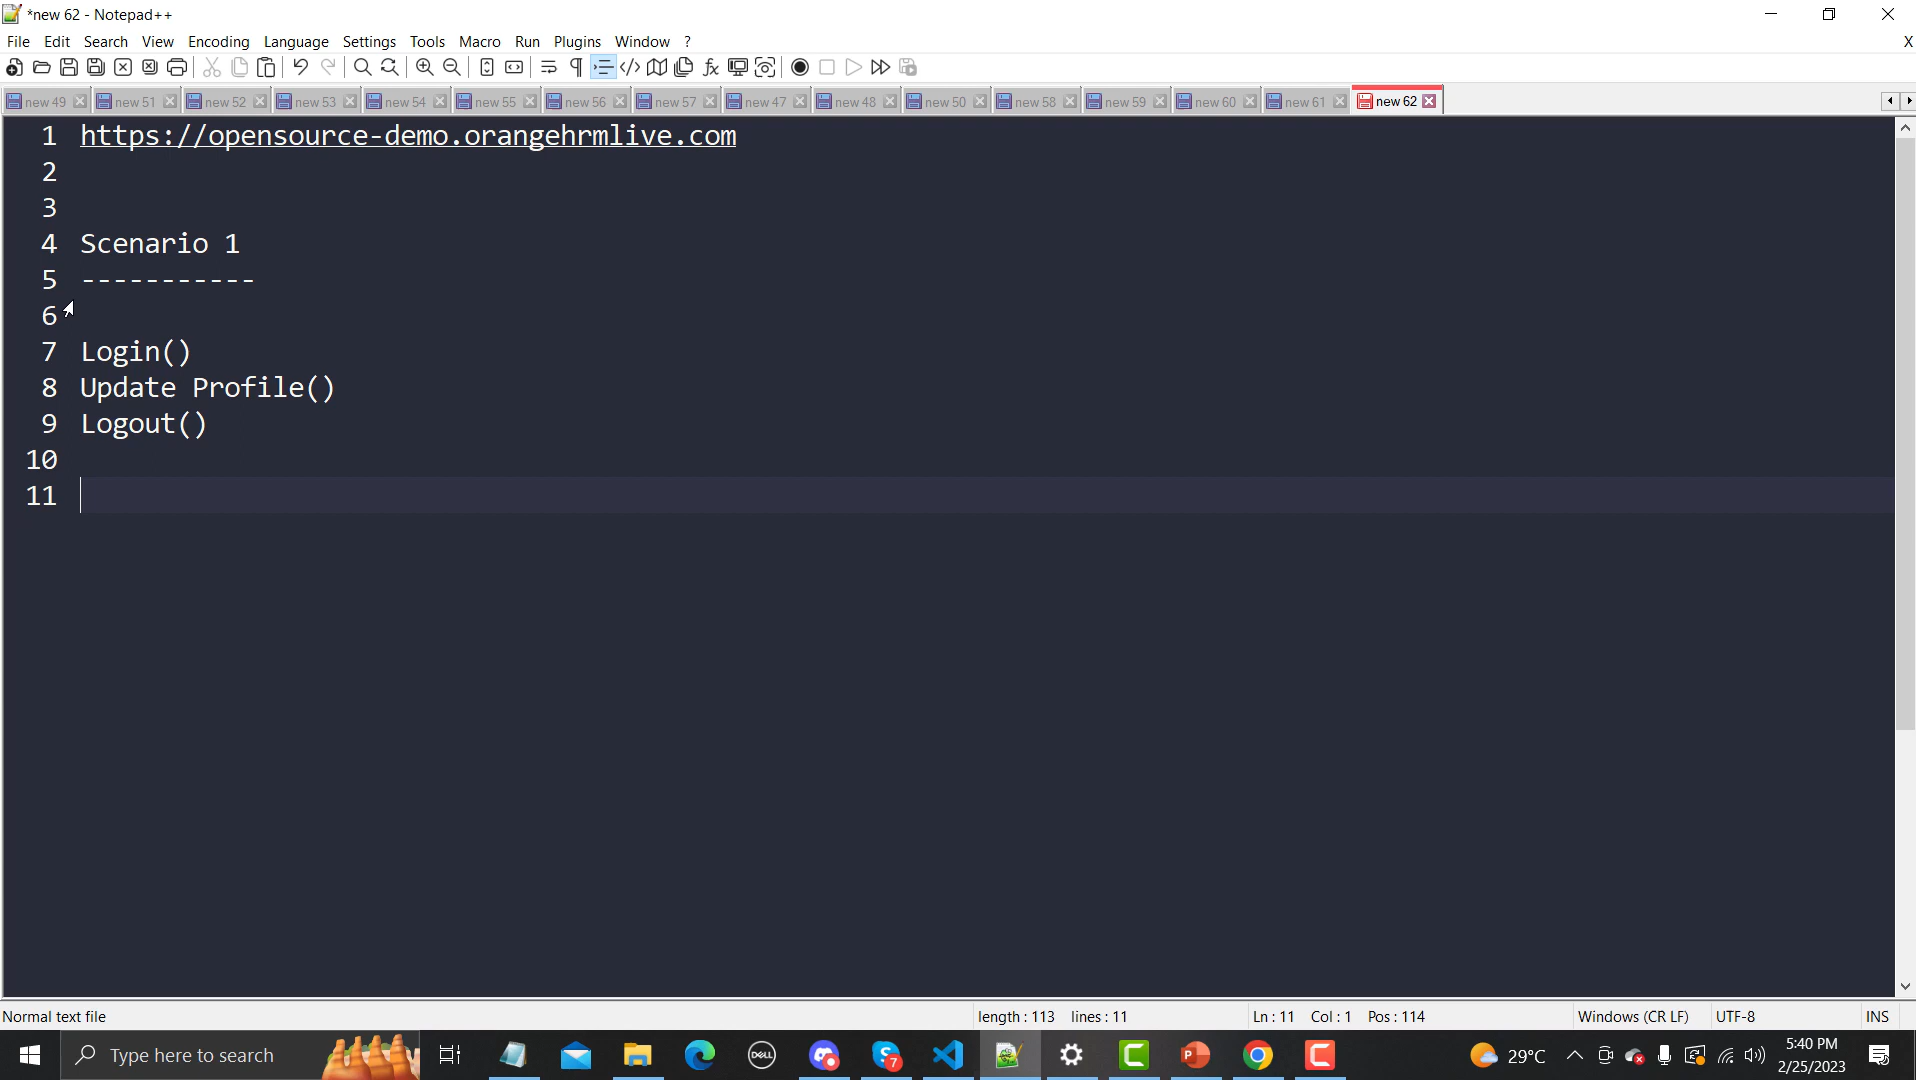 *new 62 - Notepad++
File Edit Search View Encoding Language Settings Tools Macro Run Plugins Window ? X
new 49 new 51 new 52 new 53 new 54 new 55 new 56 new 57 new 47 new 48 new 50 new 58 new 59 new 60 new 61 new 62
1 https://opensource-demo.orangehrmlive.com
2
3
4 Scenario 1
5 -----------
6
7 Login()
8 Update Profile()
9 Logout()
10
11
Normal text file length : 113 lines : 11 Ln : 11 Col : 1 Pos : 114 Windows (CR LF) UTF-8 INS
Type here to search DELL 7 29°C 5:40 PM
2/25/2023